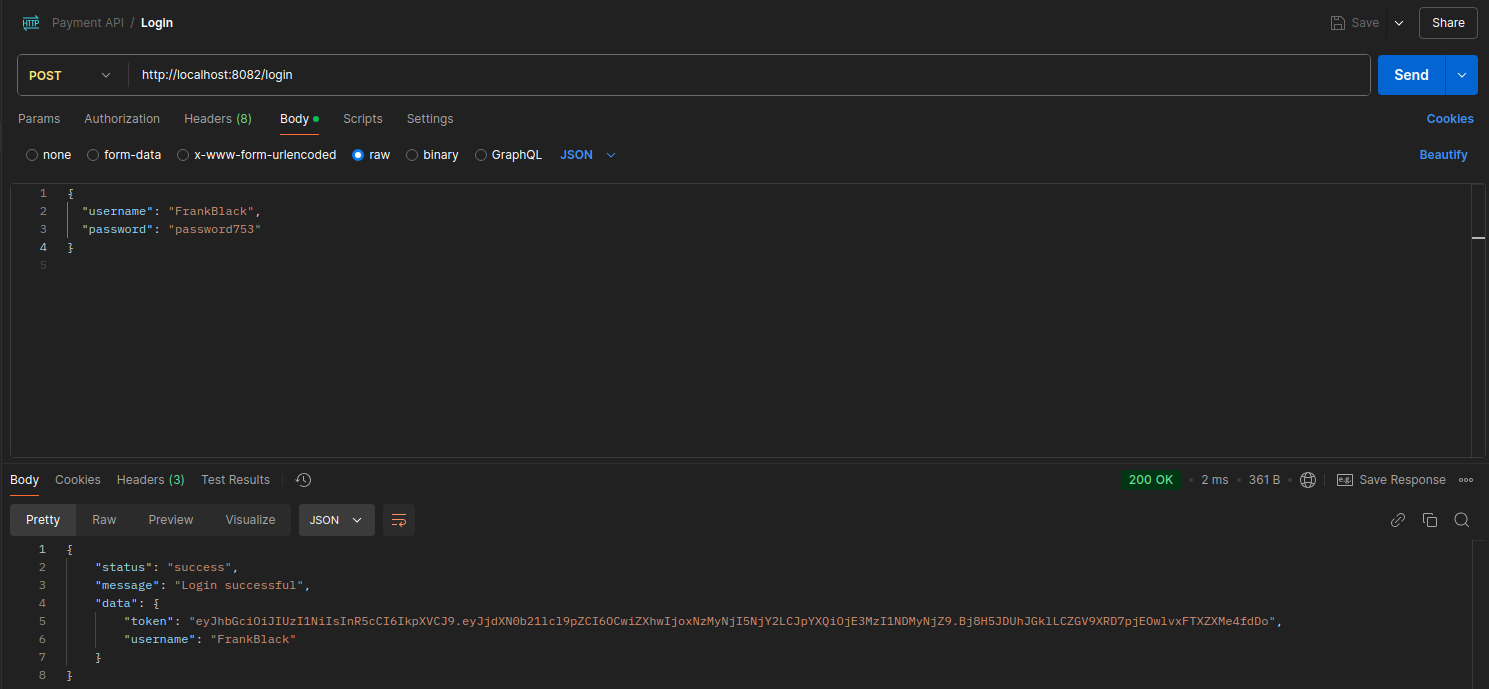 HTTP Payment API / Login Save Share
POST http://localhost:8082/login Send
Params Authorization Headers (8) Body Scripts Settings Cookies
none form-data x-www-form-urlencoded raw binary GraphQL JSON Beautify
1 {
2 "username": "FrankBlack",
3 "password": "password753"
4 }
5
Body Cookies Headers (3) Test Results 200 OK • 2 ms • 361 B • e.g. Save Response
Pretty Raw Preview Visualize JSON
1 {
2 "status": "success",
3 "message": "Login successful",
4 "data": {
5 "token": "eyJhbGciOiJIUzI1NiIsInR5cCI6IkpXVCJ9.eyJjdXN0b21lcl9pZCI6OCwiZXhwIjoxNzMyNjI5NjY2LCJpYXQiOjE3MzI1NDMyNjZ9.Bj8H5JDUhJGklLCZGV9XRD7pjEOwlvxFTXZXMe4fdDo",
6 "username": "FrankBlack"
7 }
8 }